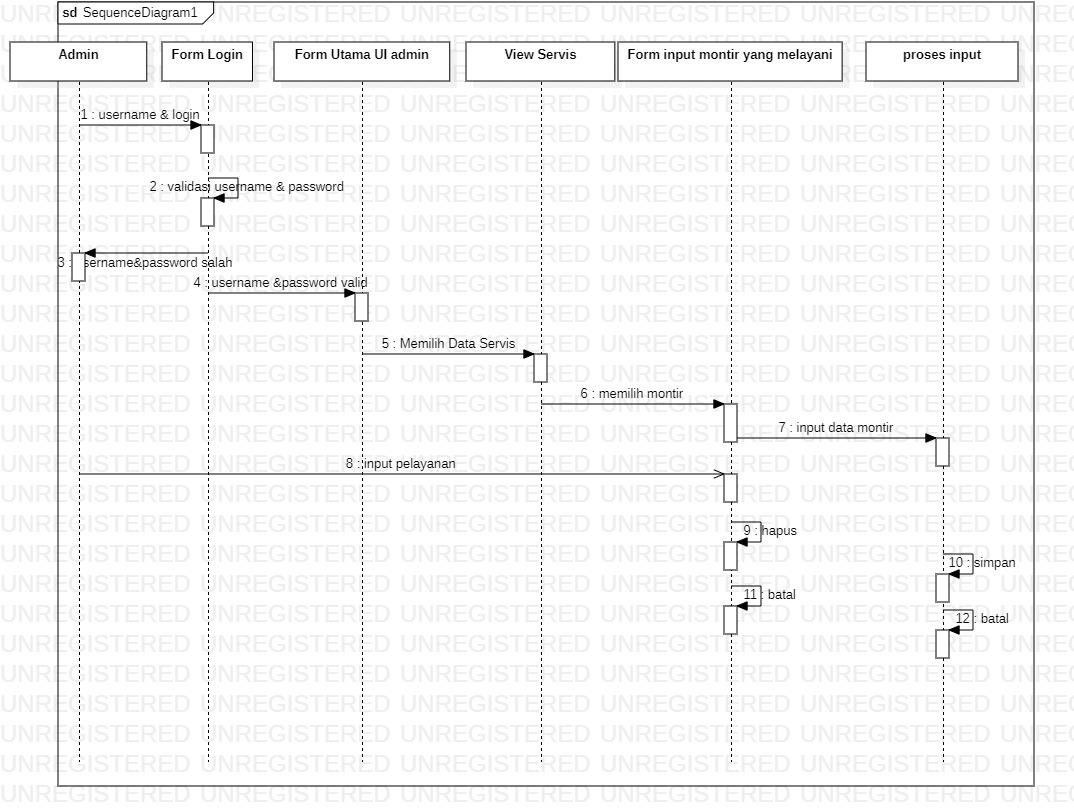 sd SequenceDiagram1
Admin
Form Login
Form Utama UI admin
View Servis
Form input montir yang melayani
proses input
1 : username & login
2 : validasi username & password
3 : username&password salah
4 : username &password valid
5 : Memilih Data Servis
6 : memilih montir
7 : input data montir
8 : input pelayanan
9 : hapus
10 : simpan
11 : batal
12 : batal
UNREGISTERED